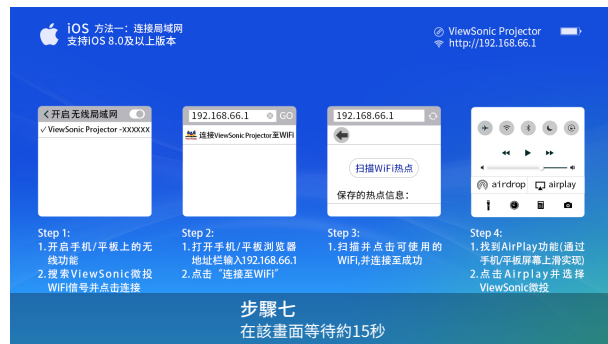 iOS 方法一：连接局域网
支持iOS 8.0及以上版本
ViewSonic Projector
http://192.168.66.1
开启无线局域网
✓ ViewSonic Projector -XXXXXX
192.168.66.1 GO
连接ViewSonic Projector至WiFi
192.168.66.1
扫描WiFi热点
保存的热点信息：
airdrop airplay
Step 1:
1.开启手机/平板上的无
线功能
2.搜索ViewSonic微投
WIFI信号并点击连接
Step 2:
1.打开手机/平板浏览器
地址栏输入192.168.66.1
2.点击“连接至WiFi”
Step 3:
1.扫描并点击可使用的
WiFi,并连接至成功
Step 4:
1.找到AirPlay功能(通过
手机/平板屏幕上滑实现)
2.点击Airplay并选择
ViewSonic微投
步驟七
在該畫面等待約15秒